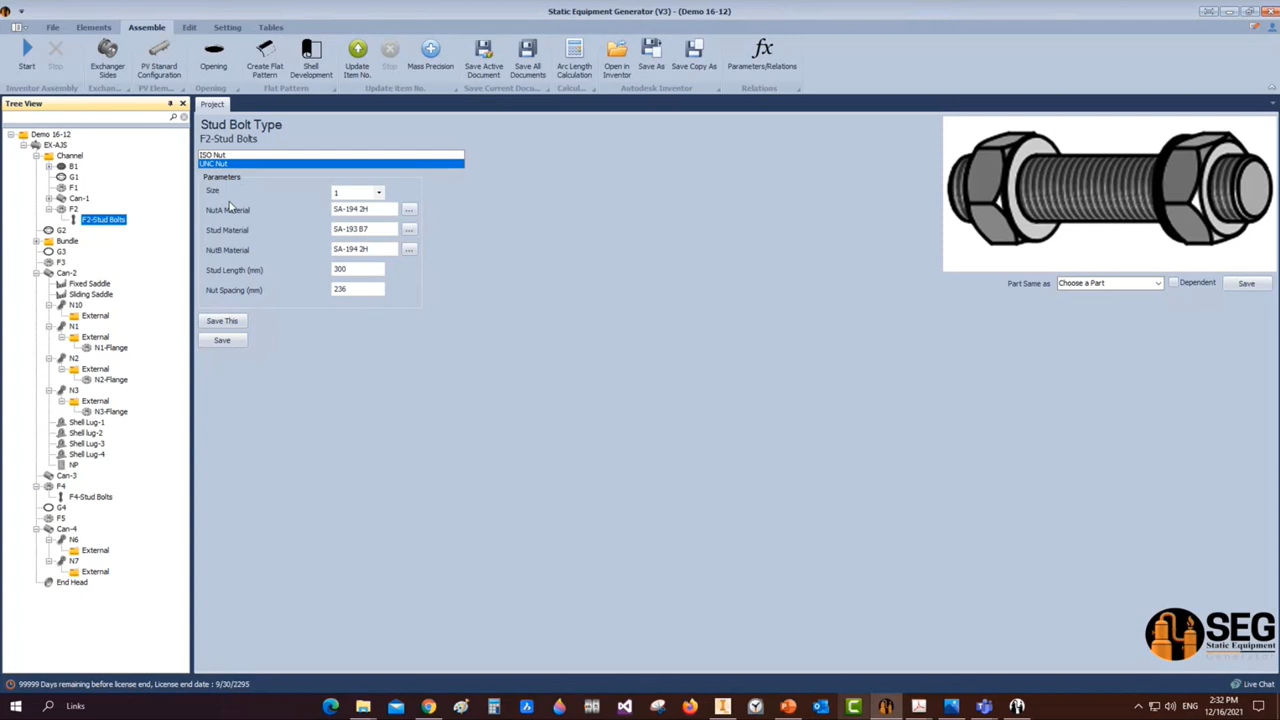 Static Equipment Generator (V3) - (Demo 16-12)
File Elements Assemble Edit Setting Tables
Start Stop Exchanger Sides PV Stanard Configuration Opening Create Flat Pattern Shell Development Update Item No. Stop Mass Precision Save Active Document Save All Documents Arc Length Calculation Open in Inventor Save As Save Copy As Parameters/Relations
Inventor Assembly Exchan... PV Elem... Opening Flat Pattern Update Item No. Save Current Docu... Calcul... Autodesk Inventor Relations
Tree View
Demo 16-12
EX-AJS
Channel
B1
G1
F1
Can-1
F2
F2-Stud Bolts
G2
Bundle
G3
F3
Can-2
Fixed Saddle
Sliding Saddle
N10
External
N1
External
N1-Flange
N2
External
N2-Flange
N3
External
N3-Flange
Shell Lug-1
Shell lug-2
Shell Lug-3
Shell Lug-4
NP
Can-3
F4
F4-Stud Bolts
G4
F5
Can-4
N6
External
N7
External
End Head
Project
Stud Bolt Type
F2-Stud Bolts
ISO Nut
UNC Nut
Parameters
Size 1
NutA Material SA-194 2H ...
Stud Material SA-193 B7 ...
NutB Material SA-194 2H ...
Stud Length (mm) 300
Nut Spacing (mm) 236
Save This
Save
Part Same as Choose a Part Dependent Save
SEG
Static Equipment
Generator
99999 Days remaining before license end, License end date : 9/30/2295
Live Chat
Links
ENG
2:32 PM
12/16/2021